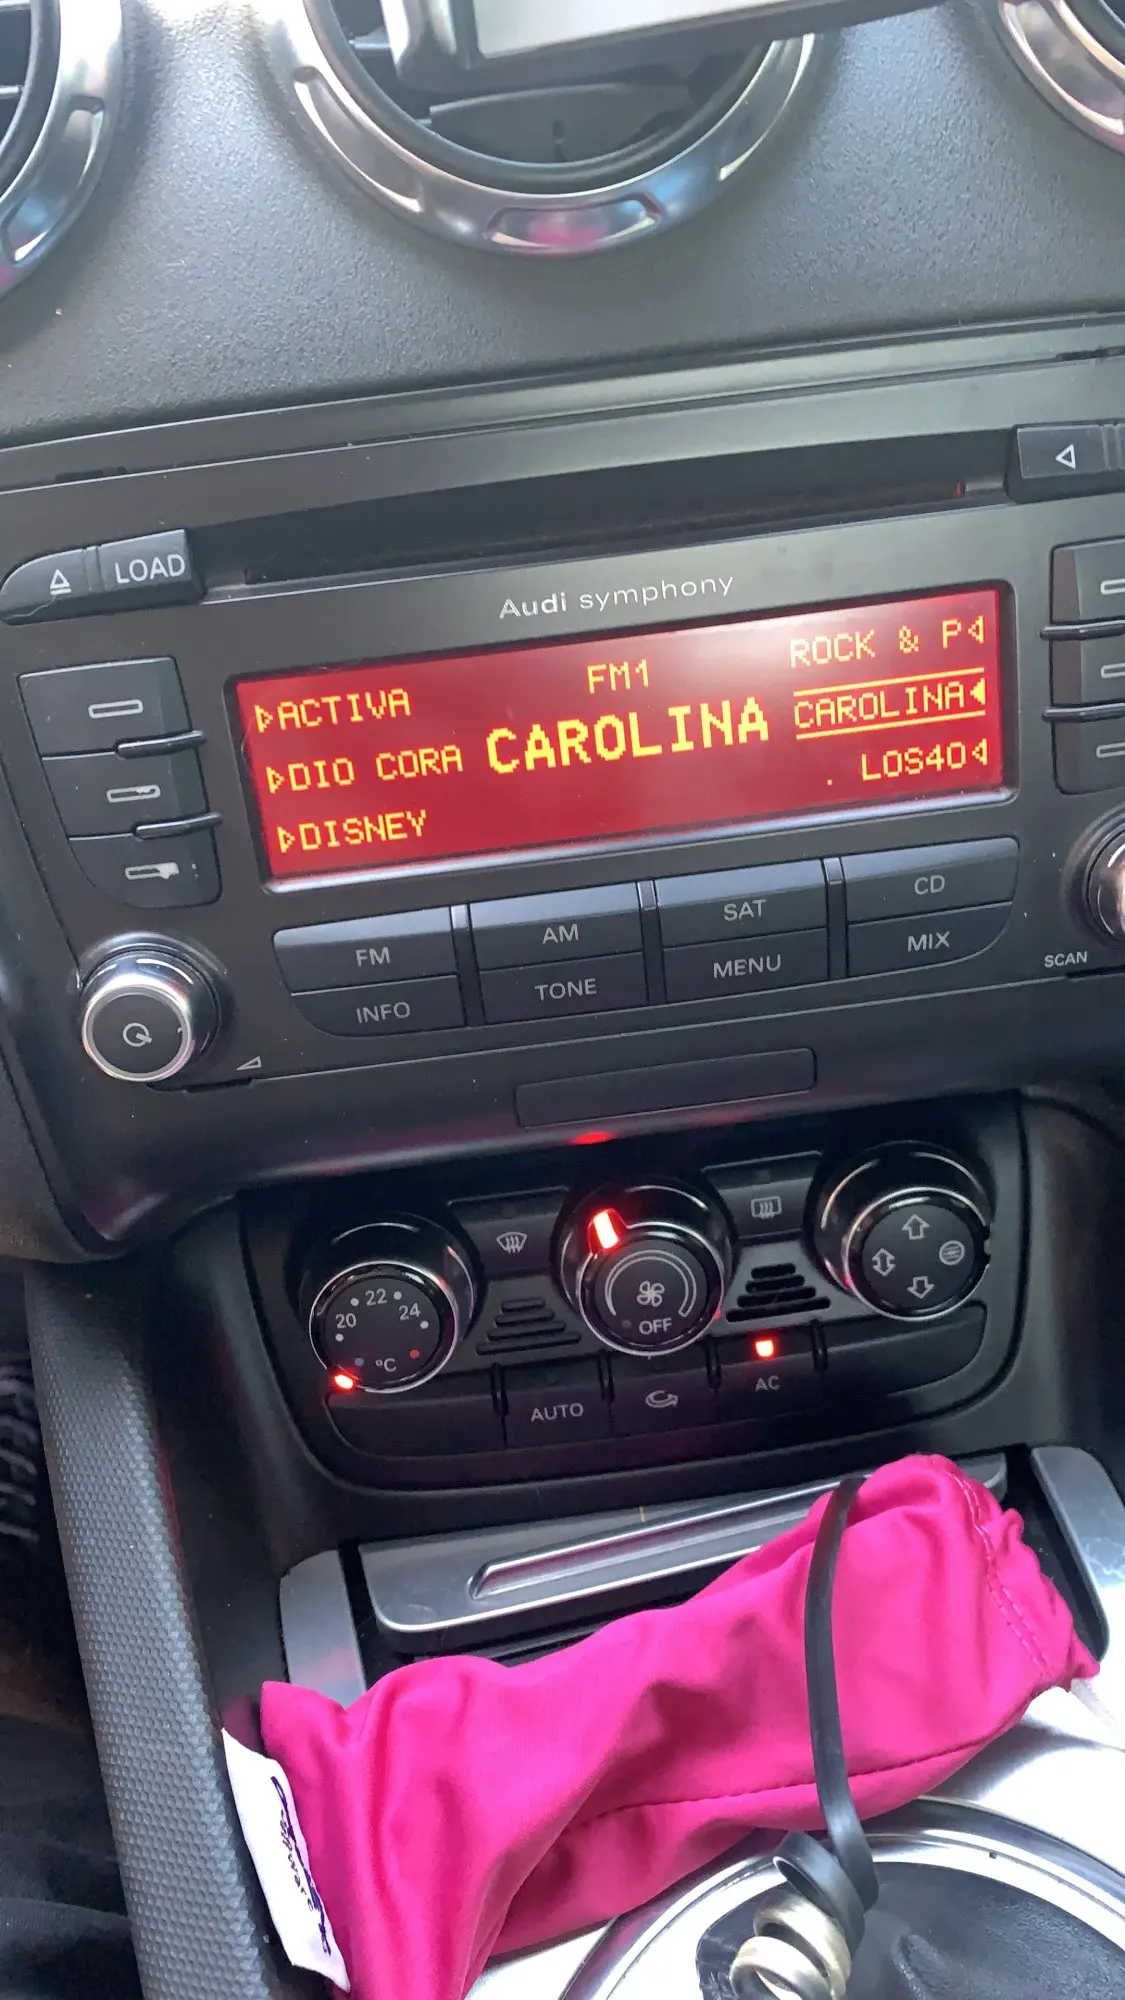 LOAD
Audi symphony
ACTIVA
FM1
ROCK & P
DIO CORA
CAROLINA
CAROLINA
DISNEY
LOS40
FM
AM
SAT
CD
INFO
TONE
MENU
MIX
SCAN
20
22
24
°C
OFF
AUTO
AC